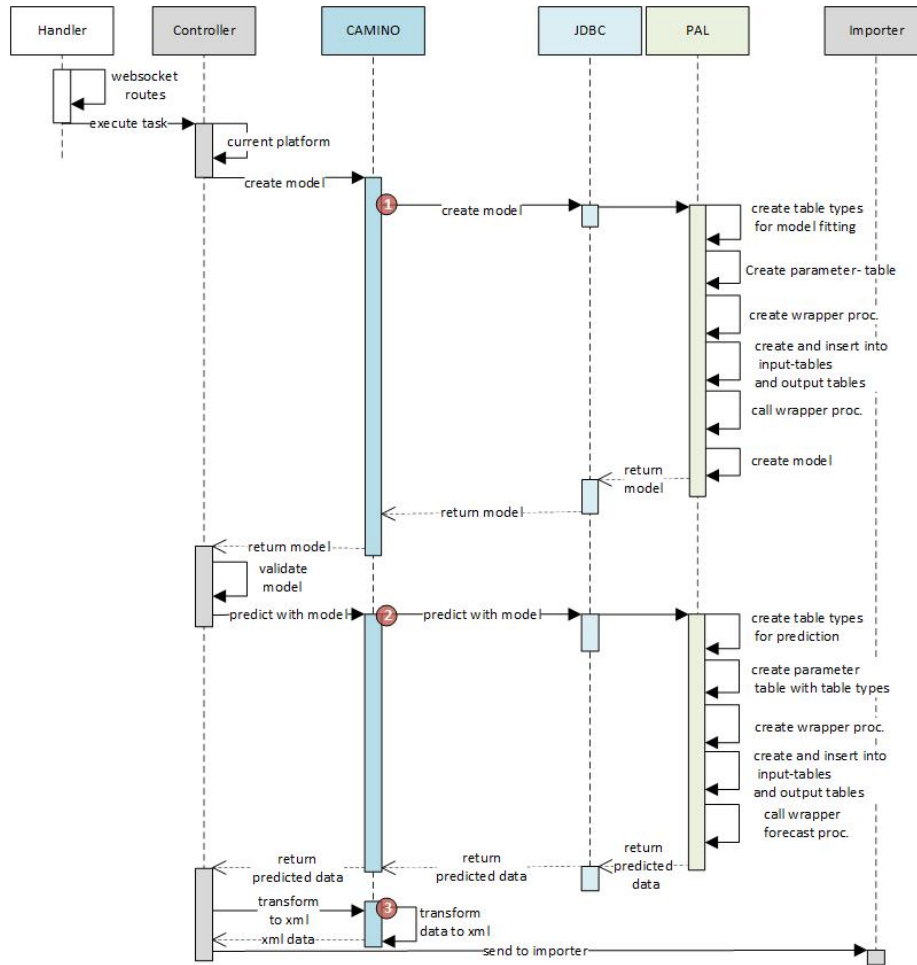 Handler
Controller
CAMINO
JDBC
PAL
Importer
websocket
routes
execute task
current platform
create model
1
create model
create table types
for model fitting
Create parameter- table
create wrapper proc.
create and insert into
input-tables
and output tables
call wrapper proc.
create model
return
model
return model
return model
validate
model
predict with model
2
predict with model
create table types
for prediction
create parameter
table with table types
create wrapper proc.
create and insert into
input-tables
and output tables
call wrapper
forecast proc.
return
predicted
data
return
predicted data
return
predicted data
transform
to xml
3
transform
data to xml
xml data
send to importer